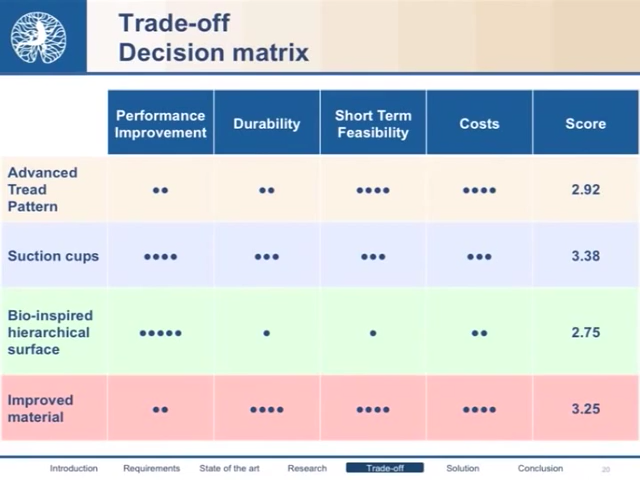 Trade-off
Decision matrix
Performance
Improvement
Durability
Short Term
Feasibility
Costs
Score
Advanced
Tread
Pattern
●● ●● ●●●● ●●●● 2.92
Suction cups ●●●● ●●● ●●● ●●● 3.38
Bio-inspired
hierarchical
surface
●●●●● ● ● ●● 2.75
Improved
material
●● ●●●● ●●●● ●●●● 3.25
Introduction Requirements State of the art Research Trade-off Solution Conclusion